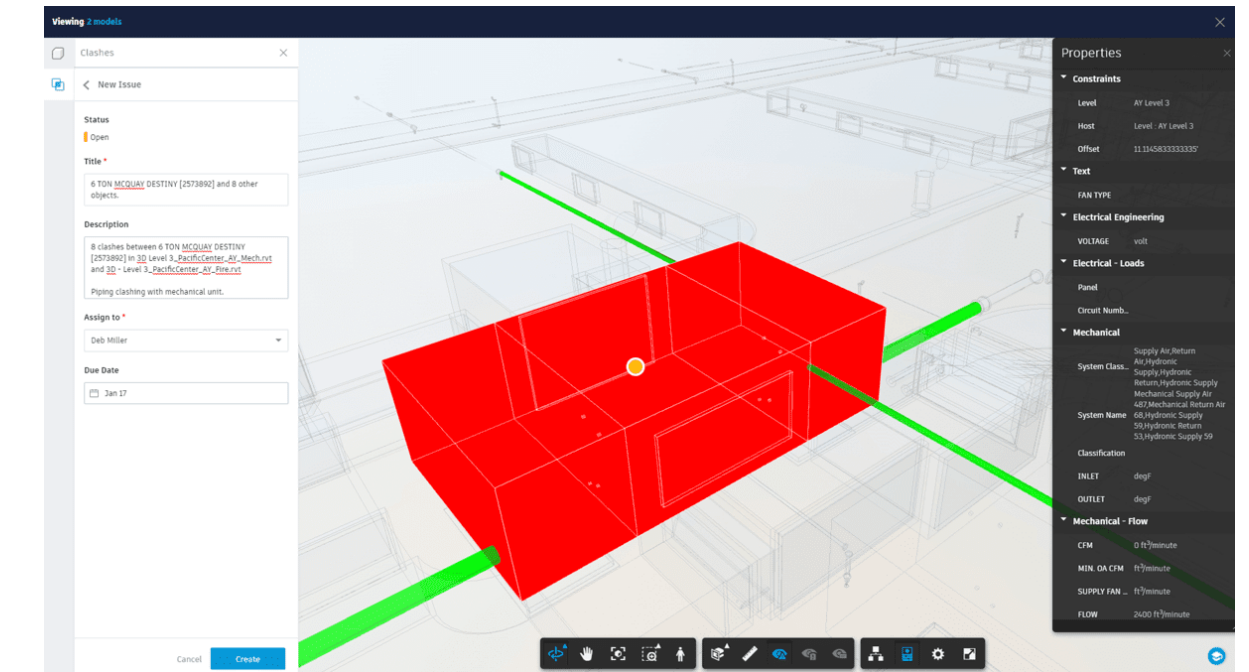 Viewing 2 models
Clashes
New Issue
Status
Open
Title *
6 TON MCQUAY DESTINY [2573892] and 8 other
objects.
Description
8 clashes between 6 TON MCQUAY DESTINY
[2573892] in 3D Level 3_PacificCenter_AY_Mech.rvt
and 3D - Level 3_PacificCenter_AY_Fire.rvt
Piping clashing with mechanical unit.
Assign to *
Deb Miller
Due Date
Jan 17
Cancel
Create
Properties
Constraints
Level AY Level 3
Host Level : AY Level 3
Offset 11.1145833333335'
Text
FAN TYPE
Electrical Engineering
VOLTAGE volt
Electrical - Loads
Panel
Circuit Numb...
Mechanical
System Class... Supply Air,Return
Air,Hydronic
Supply,Hydronic
Return,Hydronic Supply
System Name Mechanical Supply Air
487,Mechanical Return Air
68,Hydronic Supply
59,Hydronic Return
53,Hydronic Supply 59
Classification
INLET degF
OUTLET degF
Mechanical - Flow
CFM 0 ft³/minute
MIN. OA CFM ft³/minute
SUPPLY FAN ... ft³/minute
FLOW 2400 ft³/minute